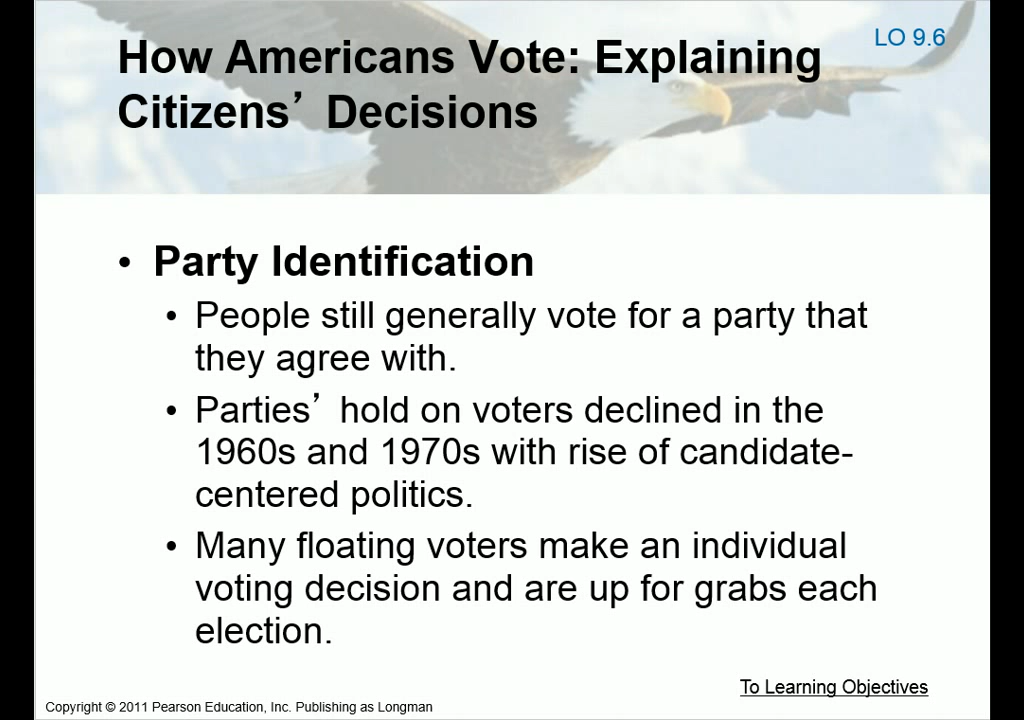 LO 9.6
How Americans Vote: Explaining
Citizens’ Decisions
• Party Identification
• People still generally vote for a party that
they agree with.
• Parties’ hold on voters declined in the
1960s and 1970s with rise of candidate-
centered politics.
• Many floating voters make an individual
voting decision and are up for grabs each
election.
To Learning Objectives
Copyright © 2011 Pearson Education, Inc. Publishing as Longman